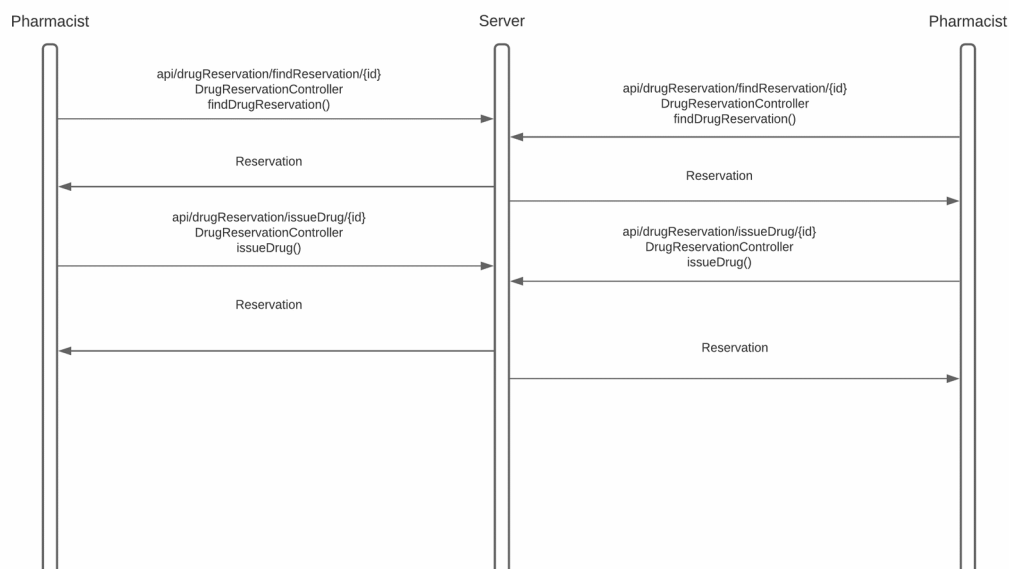 Pharmacist
Server
Pharmacist
api/drugReservation/findReservation/{id}
DrugReservationController
findDrugReservation()
api/drugReservation/findReservation/{id}
DrugReservationController
findDrugReservation()
Reservation
Reservation
api/drugReservation/issueDrug/{id}
DrugReservationController
issueDrug()
api/drugReservation/issueDrug/{id}
DrugReservationController
issueDrug()
Reservation
Reservation